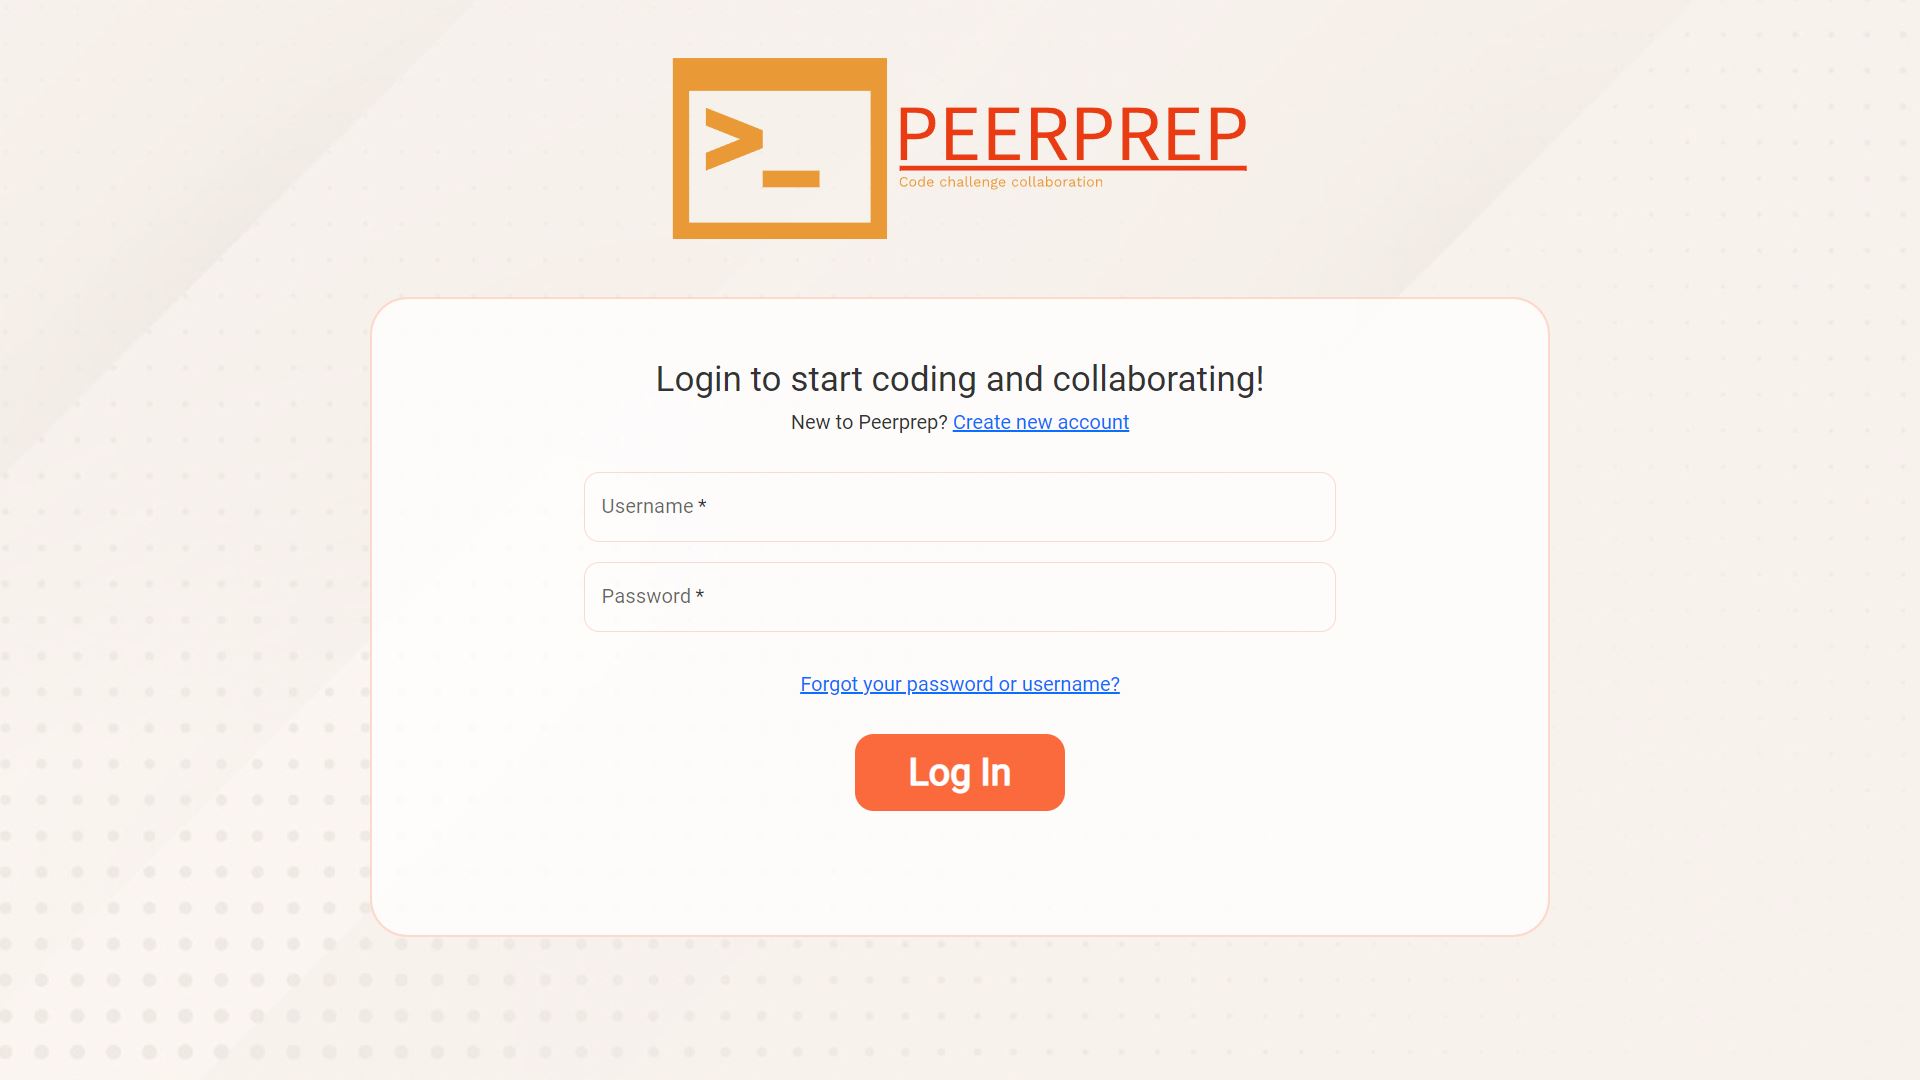 >_
PEERPREP
Code challenge collaboration
Login to start coding and collaborating!
New to Peerprep? Create new account
Username *
Password *
Forgot your password or username?
Log In